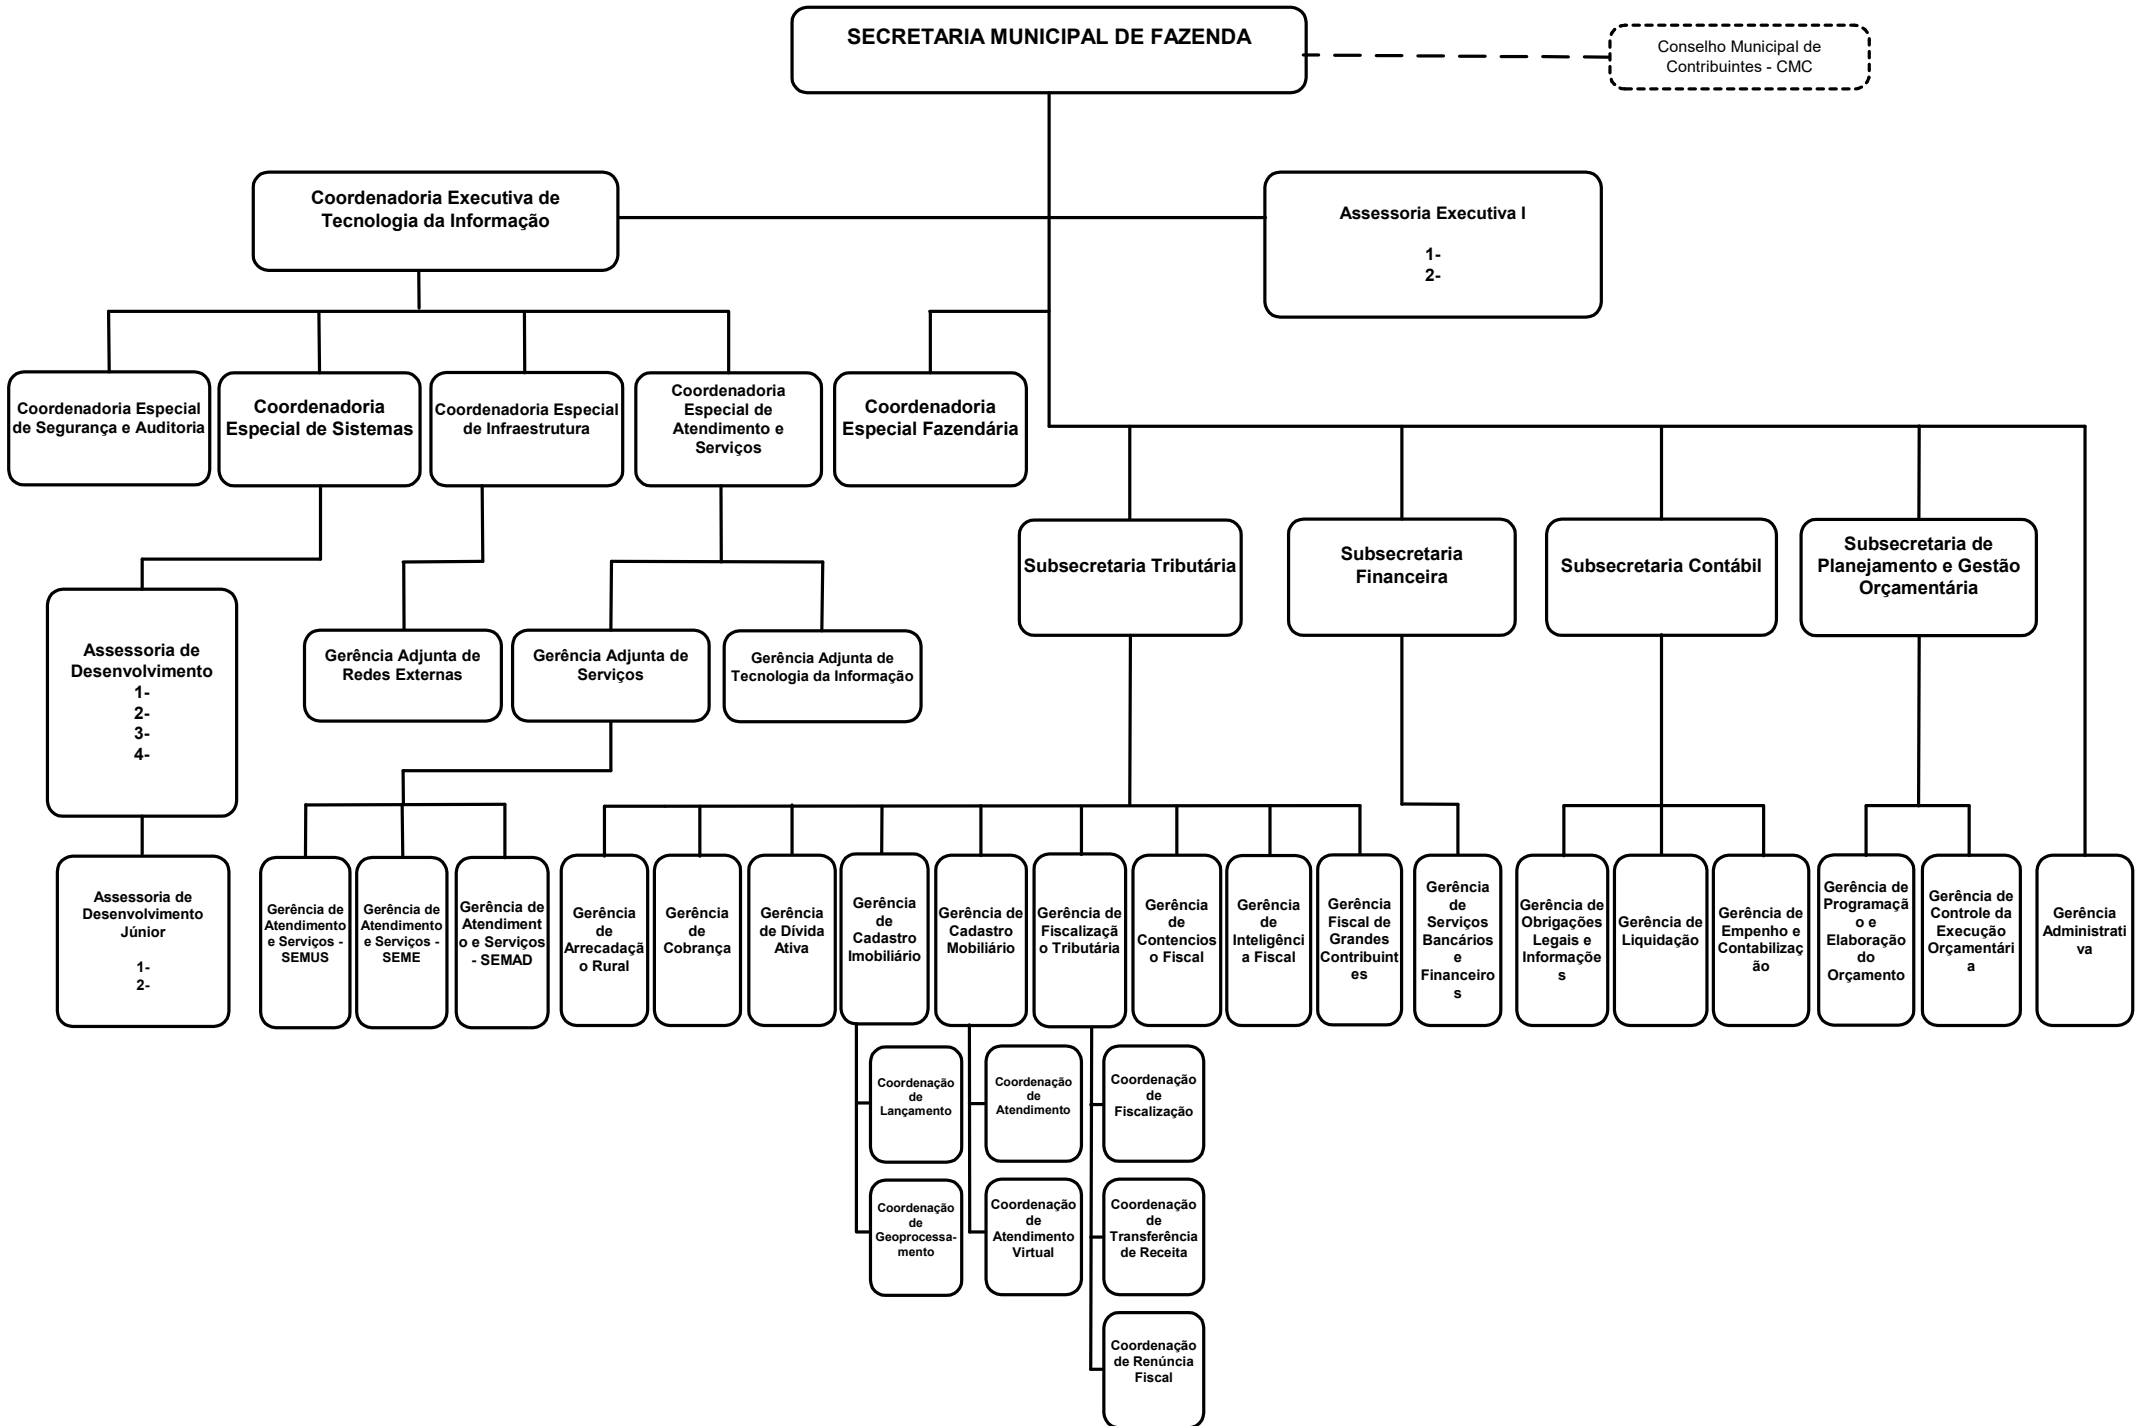 SECRETARIA MUNICIPAL DE FAZENDA
Conselho Municipal de
Contribuintes - CMC
Coordenadoria Executiva de
Tecnologia da Informação
Assessoria Executiva I
1-
2-
Coordenadoria Especial
de Segurança e Auditoria
Coordenadoria
Especial de Sistemas
Coordenadoria Especial
de Infraestrutura
Coordenadoria
Especial de
Atendimento e
Serviços
Coordenadoria
Especial Fazendária
Subsecretaria Tributária
Subsecretaria
Financeira
Subsecretaria Contábil
Subsecretaria de
Planejamento e Gestão
Orçamentária
Assessoria de
Desenvolvimento
1-
2-
3-
4-
Gerência Adjunta de
Redes Externas
Gerência Adjunta de
Serviços
Gerência Adjunta de
Tecnologia da Informação
Assessoria de
Desenvolvimento
Júnior
1-
2-
Gerência de
Atendimento
e Serviços -
SEMUS
Gerência de
Atendimento
e Serviços -
SEME
Gerência de
Atendiment
o e Serviços
- SEMAD
Gerência
de
Arrecadaçã
o Rural
Gerência
de
Cobrança
Gerência
de Dívida
Ativa
Gerência
de
Cadastro
Imobiliário
Gerência de
Cadastro
Mobiliário
Gerência de
Fiscalizaçã
o Tributária
Gerência
de
Contencios
o Fiscal
Gerência
de
Inteligênci
a Fiscal
Gerência
Fiscal de
Grandes
Contribuint
es
Gerência
de
Serviços
Bancários
e
Financeiro
s
Gerência de
Obrigações
Legais e
Informaçõe
s
Gerência de
Liquidação
Gerência de
Empenho e
Contabilizaç
ão
Gerência de
Programaçã
o e
Elaboração
do
Orçamento
Gerência de
Controle da
Execução
Orçamentári
a
Gerência
Administrati
va
Coordenação
de
Lançamento
Coordenação
de
Atendimento
Coordenação
de
Fiscalização
Coordenação
de
Geoprocessa-
mento
Coordenação
de
Atendimento
Virtual
Coordenação
de
Transferência
de Receita
Coordenação
de Renúncia
Fiscal